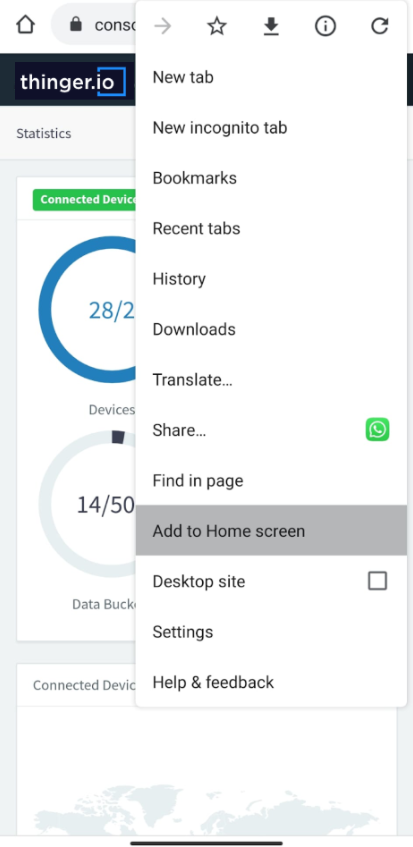 consc
New tab
thinger.io
New incognito tab
Statistics
Bookmarks
Connected Device
Recent tabs
History
28/2
Downloads
Translate...
Devices
Share...
Find in page
14/50
Add to Home screen
Desktop site
Data Buck
Settings
Connected Devic
Help & feedback